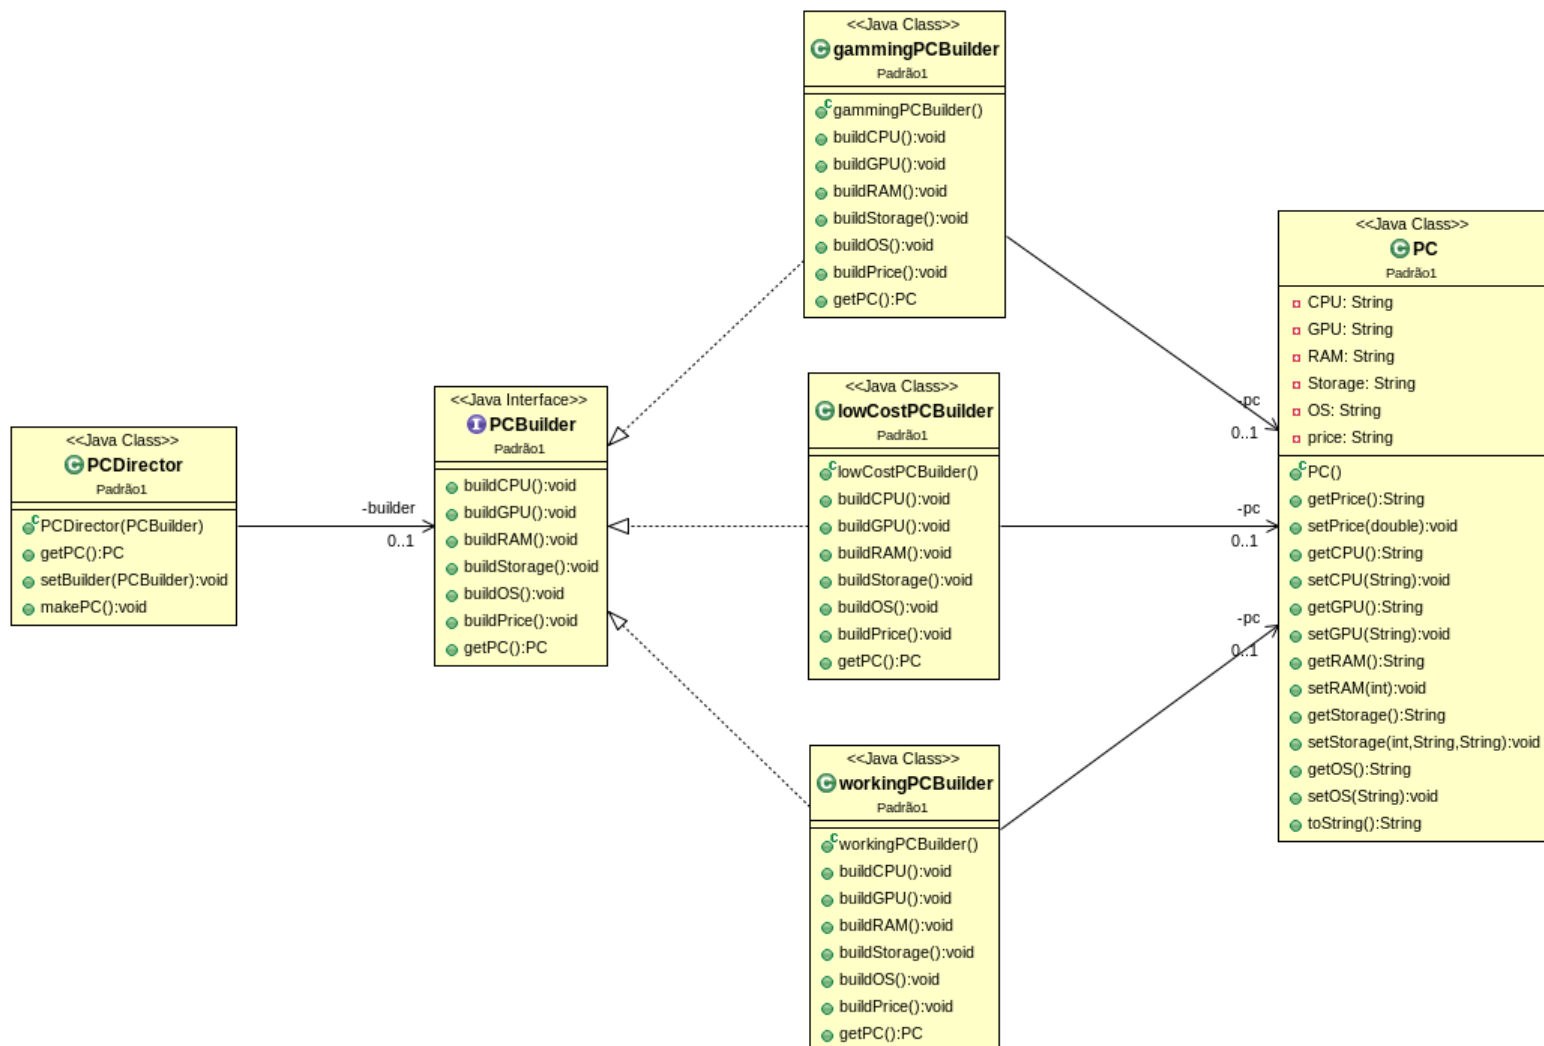 <<Java Class>>
gammingPCBuilder
Padrão1
gammingPCBuilder()
buildCPU():void
buildGPU():void
buildRAM():void
buildStorage():void
buildOS():void
buildPrice():void
getPC():PC
<<Java Class>>
PCDirector
Padrão1
PCDirector(PCBuilder)
getPC():PC
setBuilder(PCBuilder):void
makePC():void
-builder
0..1
<<Java Interface>>
PCBuilder
Padrão1
buildCPU():void
buildGPU():void
buildRAM():void
buildStorage():void
buildOS():void
buildPrice():void
getPC():PC
<<Java Class>>
lowCostPCBuilder
Padrão1
lowCostPCBuilder()
buildCPU():void
buildGPU():void
buildRAM():void
buildStorage():void
buildOS():void
buildPrice():void
getPC():PC
<<Java Class>>
workingPCBuilder
Padrão1
workingPCBuilder()
buildCPU():void
buildGPU():void
buildRAM():void
buildStorage():void
buildOS():void
buildPrice():void
getPC():PC
-pc
0..1
-pc
0..1
-pc
0..1
<<Java Class>>
PC
Padrão1
CPU: String
GPU: String
RAM: String
Storage: String
OS: String
price: String
PC()
getPrice():String
setPrice(double):void
getCPU():String
setCPU(String):void
getGPU():String
setGPU(String):void
getRAM():String
setRAM(int):void
getStorage():String
setStorage(int,String,String):void
getOS():String
setOS(String):void
toString():String